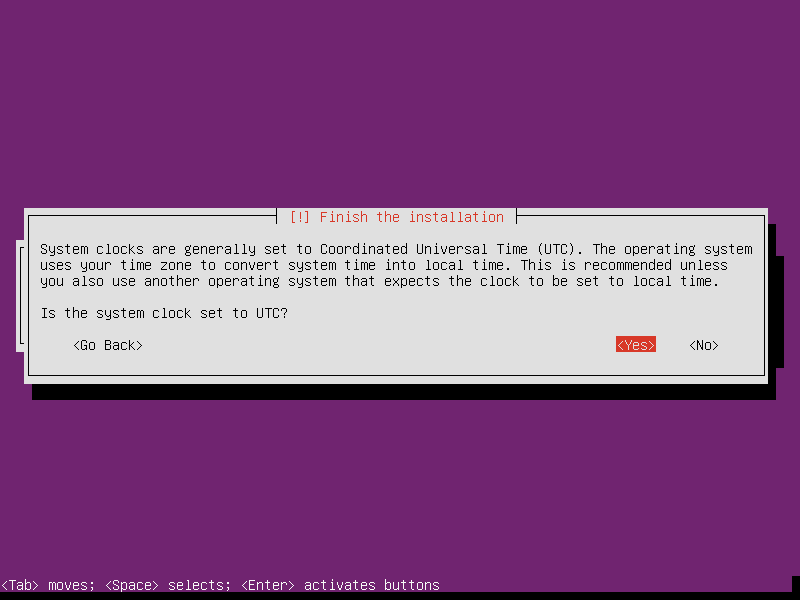 [!] Finish the installation
System clocks are generally set to Coordinated Universal Time (UTC). The operating system
uses your time zone to convert system time into local time. This is recommended unless
you also use another operating system that expects the clock to be set to local time.
Is the system clock set to UTC?
<Go Back> <Yes> <No>
<Tab> moves; <Space> selects; <Enter> activates buttons